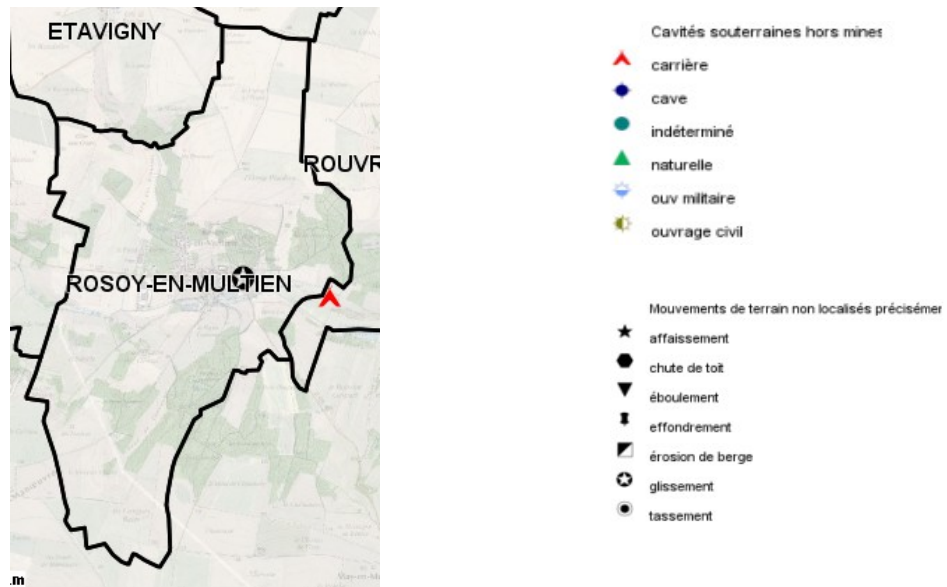 ETAVIGNY
ROUVR
ROSOY-EN-MULTIEN
.m
Cavités souterraines hors mines
carrière
cave
indéterminé
naturelle
ouv militaire
ouvrage civil
Mouvements de terrain non localisés préciséme
affaissement
chute de toit
éboulement
effondrement
érosion de berge
glissement
tassement